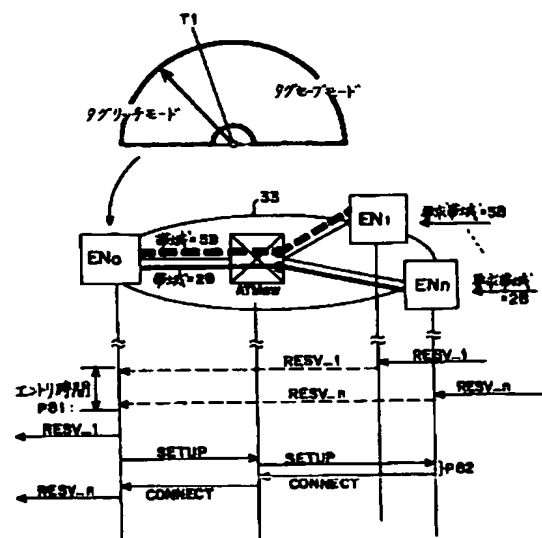 T1
タグリッチモード
タグセーブモード
33
EN0
帯域=5B
帯域=2B
ATMsw
EN1
ENn
要求帯域=5B
要求帯域
=2B
RESV_1
RESV_1
エントリ時間
P81:
RESV_n
RESV_n
RESV_1
SETUP
SETUP
P82
CONNECT
CONNECT
RESV_n